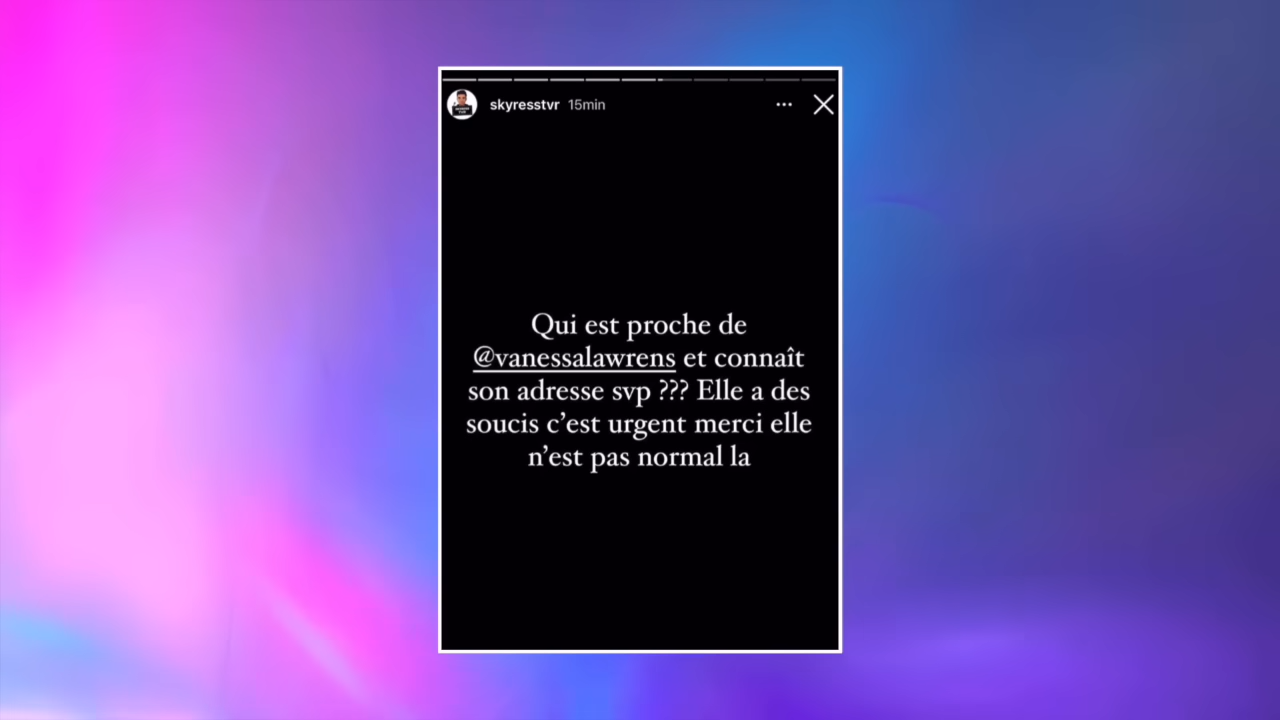 skyresstvr 15min
Qui est proche de
@vanessalawrens et connaît
son adresse svp ??? Elle a des
soucis c’est urgent merci elle
n’est pas normal la